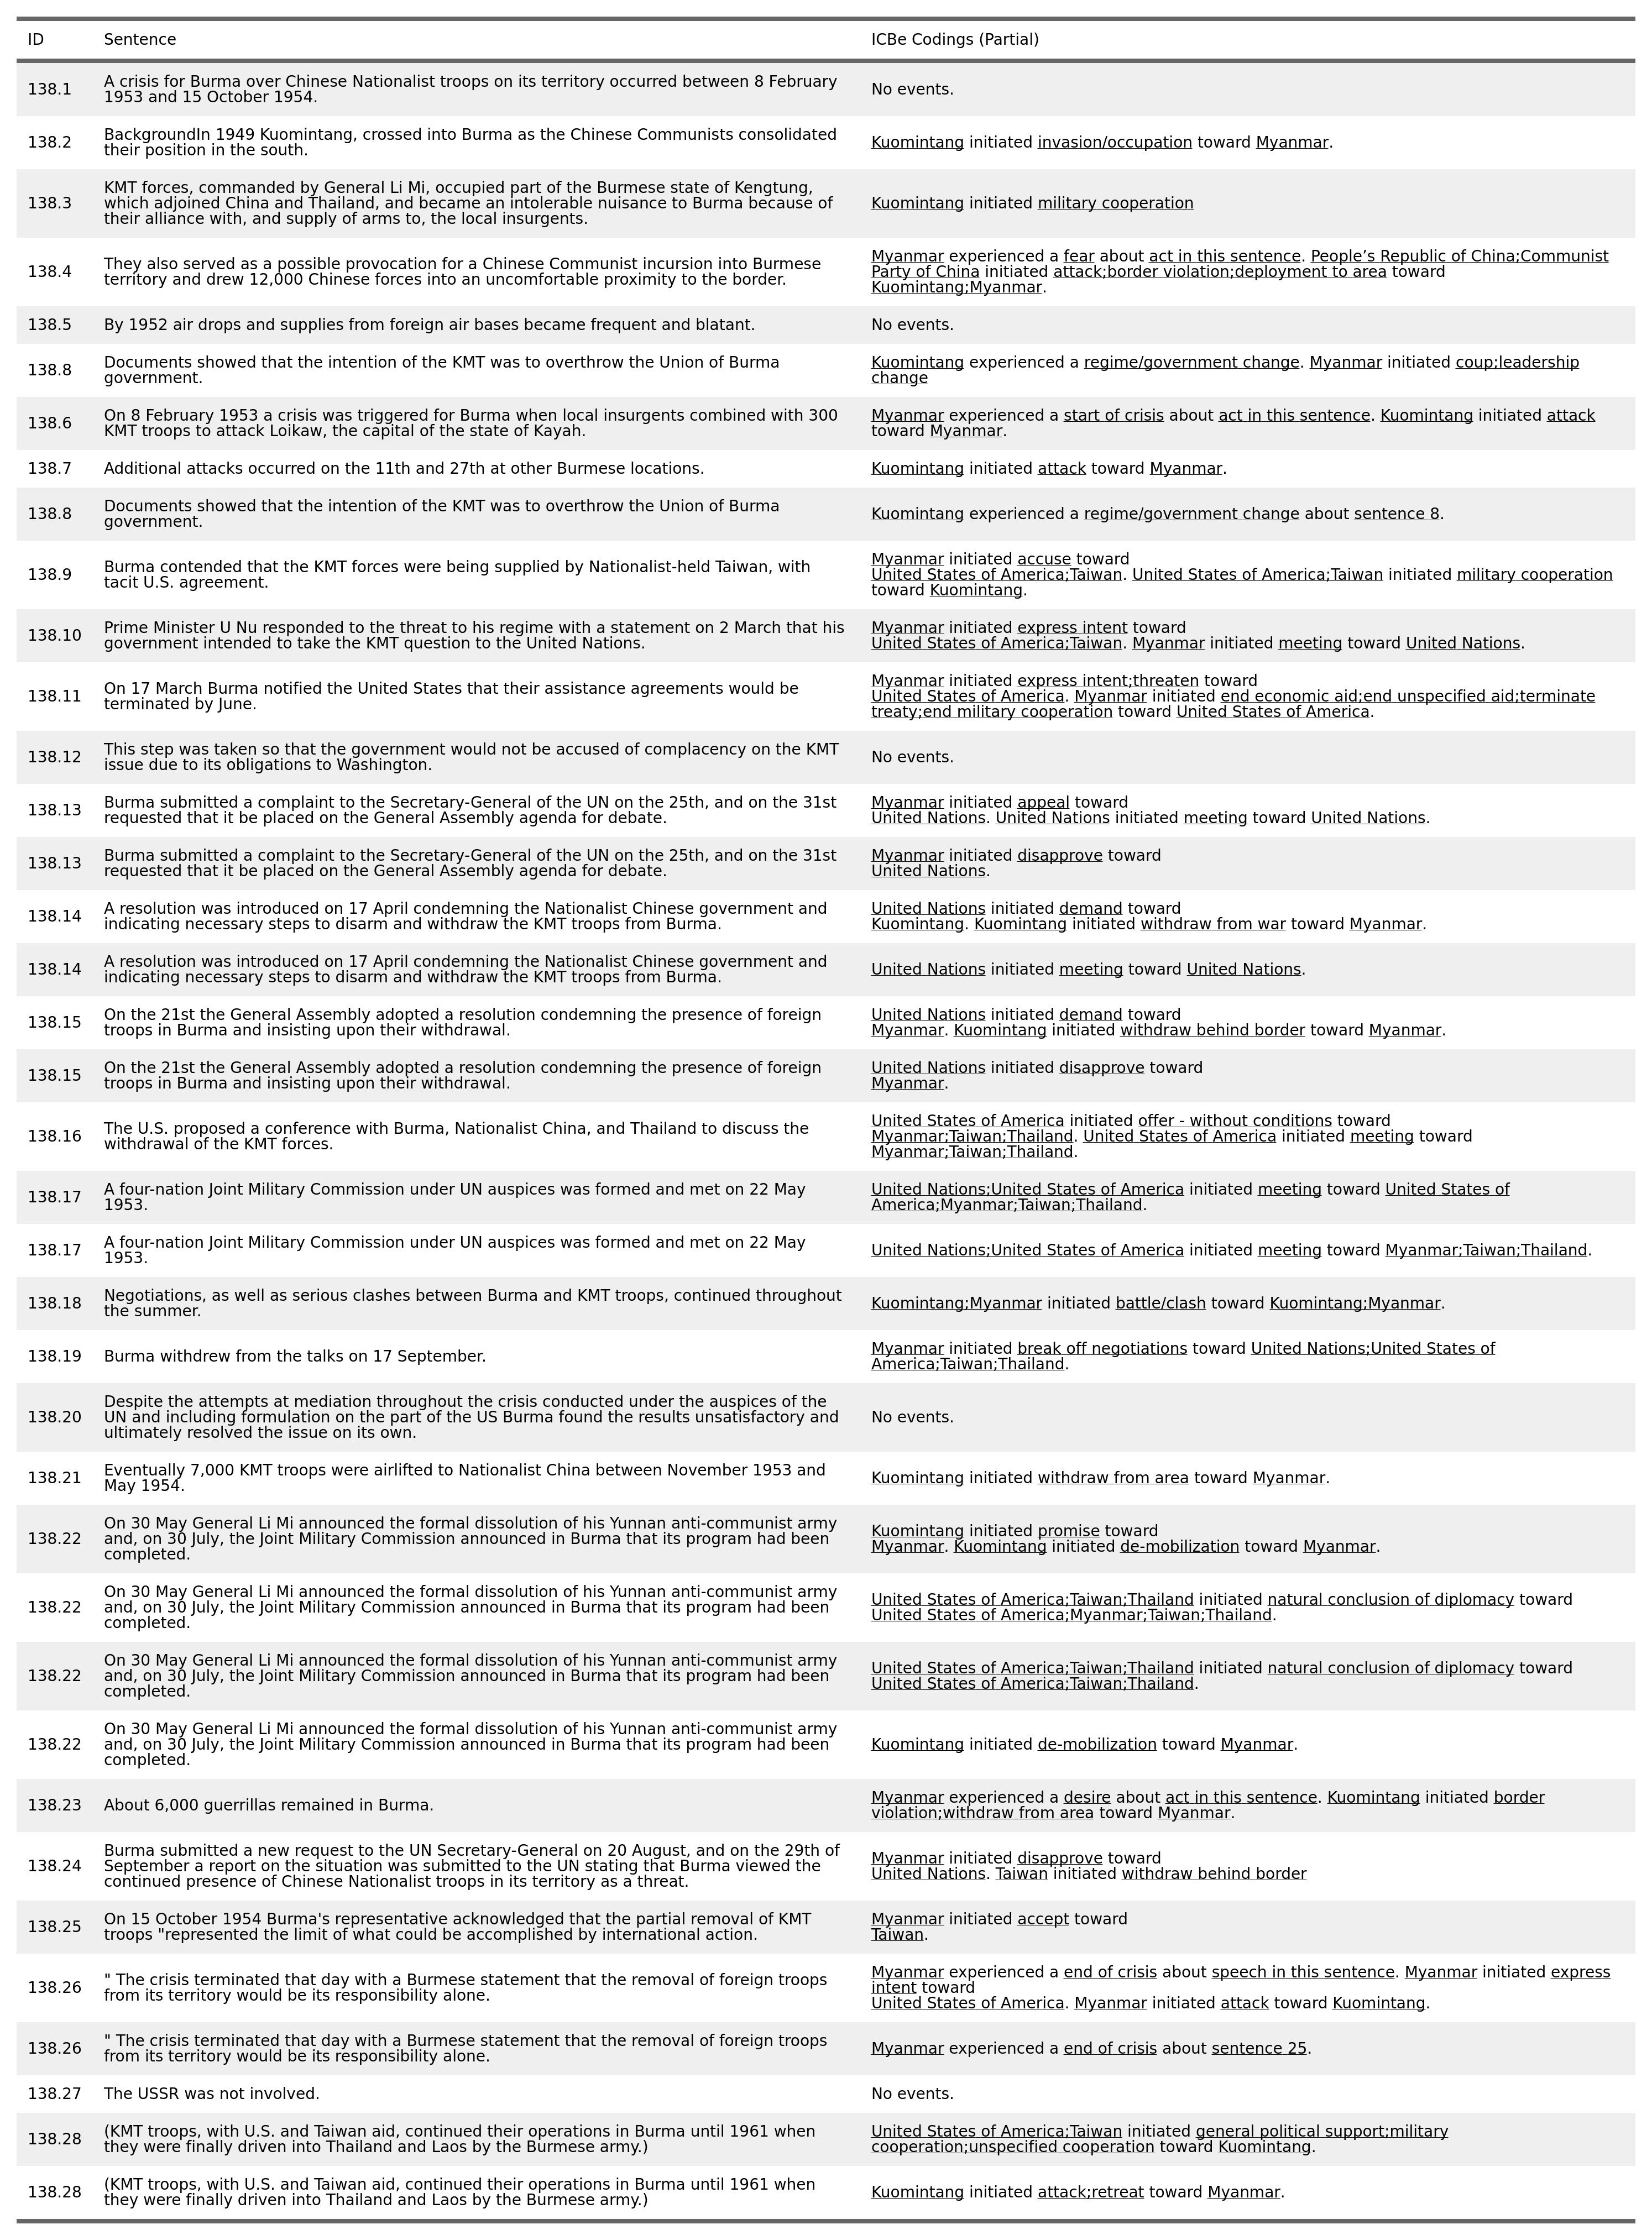 ID Sentence ICBe Codings (Partial)
138.1 A crisis for Burma over Chinese Nationalist troops on its territory occurred between 8 February
1953 and 15 October 1954. No events.
138.2 BackgroundIn 1949 Kuomintang, crossed into Burma as the Chinese Communists consolidated
their position in the south. Kuomintang initiated invasion/occupation toward Myanmar.
138.3 KMT forces, commanded by General Li Mi, occupied part of the Burmese state of Kengtung,
which adjoined China and Thailand, and became an intolerable nuisance to Burma because of
their alliance with, and supply of arms to, the local insurgents. Kuomintang initiated military cooperation
138.4 They also served as a possible provocation for a Chinese Communist incursion into Burmese
territory and drew 12,000 Chinese forces into an uncomfortable proximity to the border.
Myanmar experienced a fear about act in this sentence. People’s Republic of China;Communist
Party of China initiated attack;border violation;deployment to area toward
Kuomintang;Myanmar.
138.5 By 1952 air drops and supplies from foreign air bases became frequent and blatant. No events.
138.8 Documents showed that the intention of the KMT was to overthrow the Union of Burma
government.
Kuomintang experienced a regime/government change. Myanmar initiated coup;leadership
change
138.6 On 8 February 1953 a crisis was triggered for Burma when local insurgents combined with 300
KMT troops to attack Loikaw, the capital of the state of Kayah.
Myanmar experienced a start of crisis about act in this sentence. Kuomintang initiated attack
toward Myanmar.
138.7 Additional attacks occurred on the 11th and 27th at other Burmese locations. Kuomintang initiated attack toward Myanmar.
138.8 Documents showed that the intention of the KMT was to overthrow the Union of Burma
government. Kuomintang experienced a regime/government change about sentence 8.
138.9 Burma contended that the KMT forces were being supplied by Nationalist-held Taiwan, with
tacit U.S. agreement.
Myanmar initiated accuse toward
United States of America;Taiwan. United States of America;Taiwan initiated military cooperation
toward Kuomintang.
138.10 Prime Minister U Nu responded to the threat to his regime with a statement on 2 March that his
government intended to take the KMT question to the United Nations.
Myanmar initiated express intent toward
United States of America;Taiwan. Myanmar initiated meeting toward United Nations.
138.11 On 17 March Burma notified the United States that their assistance agreements would be
terminated by June.
Myanmar initiated express intent;threaten toward
United States of America. Myanmar initiated end economic aid;end unspecified aid;terminate
treaty;end military cooperation toward United States of America.
138.12 This step was taken so that the government would not be accused of complacency on the KMT
issue due to its obligations to Washington. No events.
138.13 Burma submitted a complaint to the Secretary-General of the UN on the 25th, and on the 31st
requested that it be placed on the General Assembly agenda for debate.
Myanmar initiated appeal toward
United Nations. United Nations initiated meeting toward United Nations.
138.13 Burma submitted a complaint to the Secretary-General of the UN on the 25th, and on the 31st
requested that it be placed on the General Assembly agenda for debate.
Myanmar initiated disapprove toward
United Nations.
138.14 A resolution was introduced on 17 April condemning the Nationalist Chinese government and
indicating necessary steps to disarm and withdraw the KMT troops from Burma.
United Nations initiated demand toward
Kuomintang. Kuomintang initiated withdraw from war toward Myanmar.
138.14 A resolution was introduced on 17 April condemning the Nationalist Chinese government and
indicating necessary steps to disarm and withdraw the KMT troops from Burma. United Nations initiated meeting toward United Nations.
138.15 On the 21st the General Assembly adopted a resolution condemning the presence of foreign
troops in Burma and insisting upon their withdrawal.
United Nations initiated demand toward
Myanmar. Kuomintang initiated withdraw behind border toward Myanmar.
138.15 On the 21st the General Assembly adopted a resolution condemning the presence of foreign
troops in Burma and insisting upon their withdrawal.
United Nations initiated disapprove toward
Myanmar.
138.16 The U.S. proposed a conference with Burma, Nationalist China, and Thailand to discuss the
withdrawal of the KMT forces.
United States of America initiated offer - without conditions toward
Myanmar;Taiwan;Thailand. United States of America initiated meeting toward
Myanmar;Taiwan;Thailand.
138.17 A four-nation Joint Military Commission under UN auspices was formed and met on 22 May
1953.
United Nations;United States of America initiated meeting toward United States of
America;Myanmar;Taiwan;Thailand.
138.17 A four-nation Joint Military Commission under UN auspices was formed and met on 22 May
1953. United Nations;United States of America initiated meeting toward Myanmar;Taiwan;Thailand.
138.18 Negotiations, as well as serious clashes between Burma and KMT troops, continued throughout
the summer. Kuomintang;Myanmar initiated battle/clash toward Kuomintang;Myanmar.
138.19 Burma withdrew from the talks on 17 September.
Myanmar initiated break off negotiations toward United Nations;United States of
America;Taiwan;Thailand.
138.20 Despite the attempts at mediation throughout the crisis conducted under the auspices of the
UN and including formulation on the part of the US Burma found the results unsatisfactory and
ultimately resolved the issue on its own. No events.
138.21 Eventually 7,000 KMT troops were airlifted to Nationalist China between November 1953 and
May 1954. Kuomintang initiated withdraw from area toward Myanmar.
138.22 On 30 May General Li Mi announced the formal dissolution of his Yunnan anti-communist army
and, on 30 July, the Joint Military Commission announced in Burma that its program had been
completed.
Kuomintang initiated promise toward
Myanmar. Kuomintang initiated de-mobilization toward Myanmar.
138.22 On 30 May General Li Mi announced the formal dissolution of his Yunnan anti-communist army
and, on 30 July, the Joint Military Commission announced in Burma that its program had been
completed.
United States of America;Taiwan;Thailand initiated natural conclusion of diplomacy toward
United States of America;Myanmar;Taiwan;Thailand.
138.22 On 30 May General Li Mi announced the formal dissolution of his Yunnan anti-communist army
and, on 30 July, the Joint Military Commission announced in Burma that its program had been
completed.
United States of America;Taiwan;Thailand initiated natural conclusion of diplomacy toward
United States of America;Taiwan;Thailand.
138.22 On 30 May General Li Mi announced the formal dissolution of his Yunnan anti-communist army
and, on 30 July, the Joint Military Commission announced in Burma that its program had been
completed. Kuomintang initiated de-mobilization toward Myanmar.
138.23 About 6,000 guerrillas remained in Burma.
Myanmar experienced a desire about act in this sentence. Kuomintang initiated border
violation;withdraw from area toward Myanmar.
138.24 Burma submitted a new request to the UN Secretary-General on 20 August, and on the 29th of
September a report on the situation was submitted to the UN stating that Burma viewed the
continued presence of Chinese Nationalist troops in its territory as a threat.
Myanmar initiated disapprove toward
United Nations. Taiwan initiated withdraw behind border
138.25 On 15 October 1954 Burma's representative acknowledged that the partial removal of KMT
troops "represented the limit of what could be accomplished by international action.
Myanmar initiated accept toward
Taiwan.
138.26 " The crisis terminated that day with a Burmese statement that the removal of foreign troops
from its territory would be its responsibility alone.
Myanmar experienced a end of crisis about speech in this sentence. Myanmar initiated express
intent toward
United States of America. Myanmar initiated attack toward Kuomintang.
138.26 " The crisis terminated that day with a Burmese statement that the removal of foreign troops
from its territory would be its responsibility alone. Myanmar experienced a end of crisis about sentence 25.
138.27 The USSR was not involved. No events.
138.28 (KMT troops, with U.S. and Taiwan aid, continued their operations in Burma until 1961 when
they were finally driven into Thailand and Laos by the Burmese army.)
United States of America;Taiwan initiated general political support;military
cooperation;unspecified cooperation toward Kuomintang.
138.28 (KMT troops, with U.S. and Taiwan aid, continued their operations in Burma until 1961 when
they were finally driven into Thailand and Laos by the Burmese army.) Kuomintang initiated attack;retreat toward Myanmar.